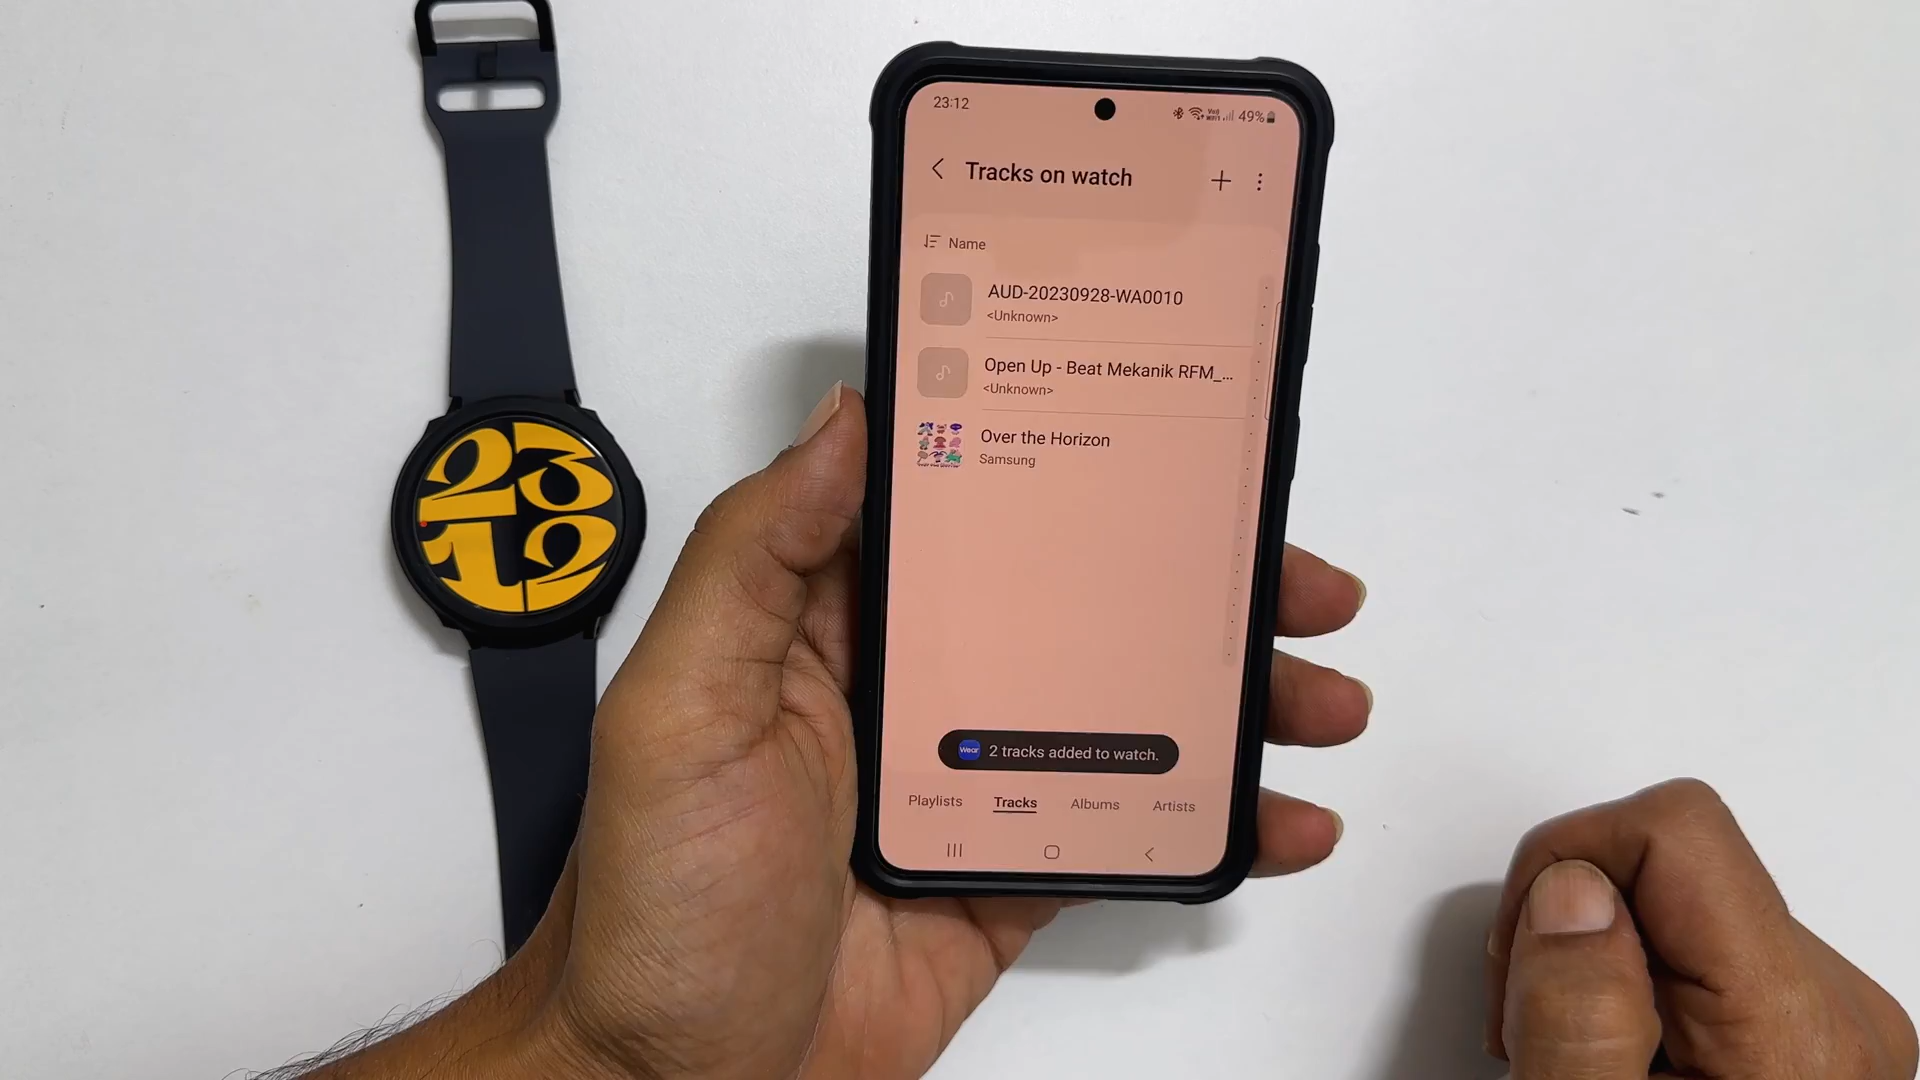 23
12
23:12
49%
Tracks on watch
Name
AUD-20230928-WA0010
<Unknown>
Open Up - Beat Mekanik RFM_...
<Unknown>
Over the Horizon
Samsung
Wear 2 tracks added to watch.
Playlists Tracks Albums Artists